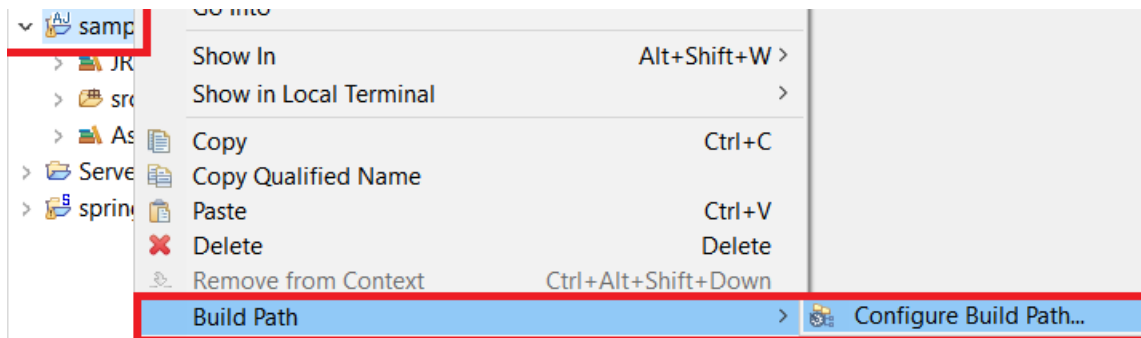 samp
Show In Alt+Shift+W >
JR
Show in Local Terminal >
src
As
Copy Ctrl+C
Serve
Copy Qualified Name
spring
Paste Ctrl+V
Delete Delete
Remove from Context Ctrl+Alt+Shift+Down
Build Path > Configure Build Path...